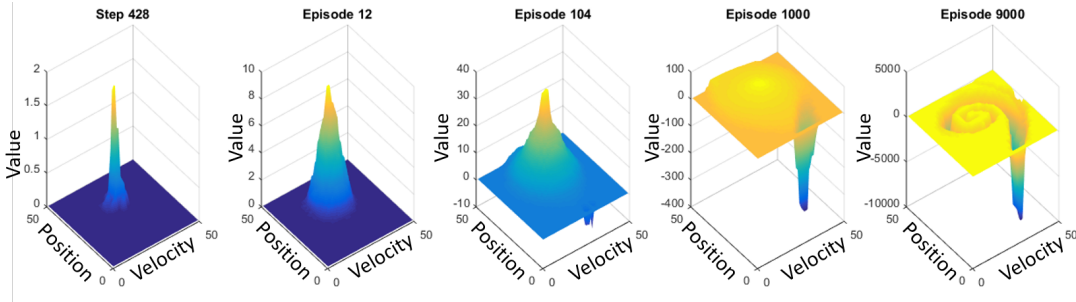 Step 428
Episode 12
Episode 104
Episode 1000
Episode 9000
2
1.5
1
0.5
0
Value
50
Position
0
0
Velocity
50
10
8
6
4
2
0
Value
50
Position
0
0
Velocity
50
40
30
20
10
0
-10
Value
50
Position
0
0
Velocity
50
100
0
-100
-200
-300
-400
Value
50
Position
0
0
Velocity
50
5000
0
-5000
-10000
Value
50
Position
0
0
Velocity
50